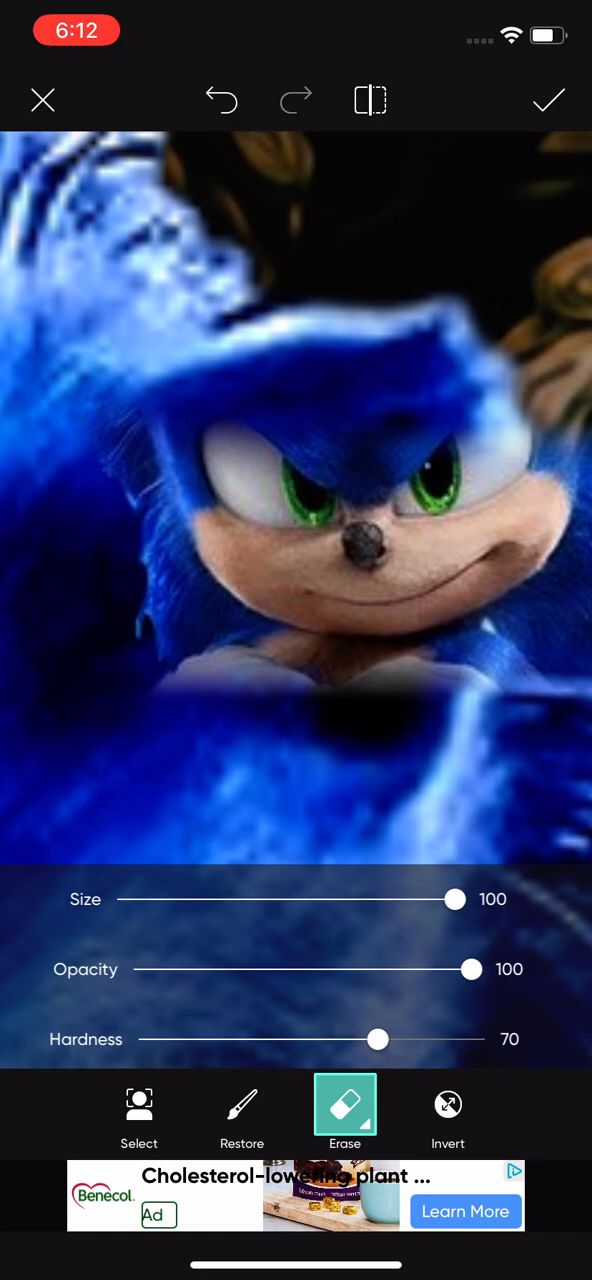 6:12
Size 100
Opacity 100
Hardness 70
Select Restore Erase Invert
Cholesterol-lowering plant ...
Benecol.
Ad
Learn More